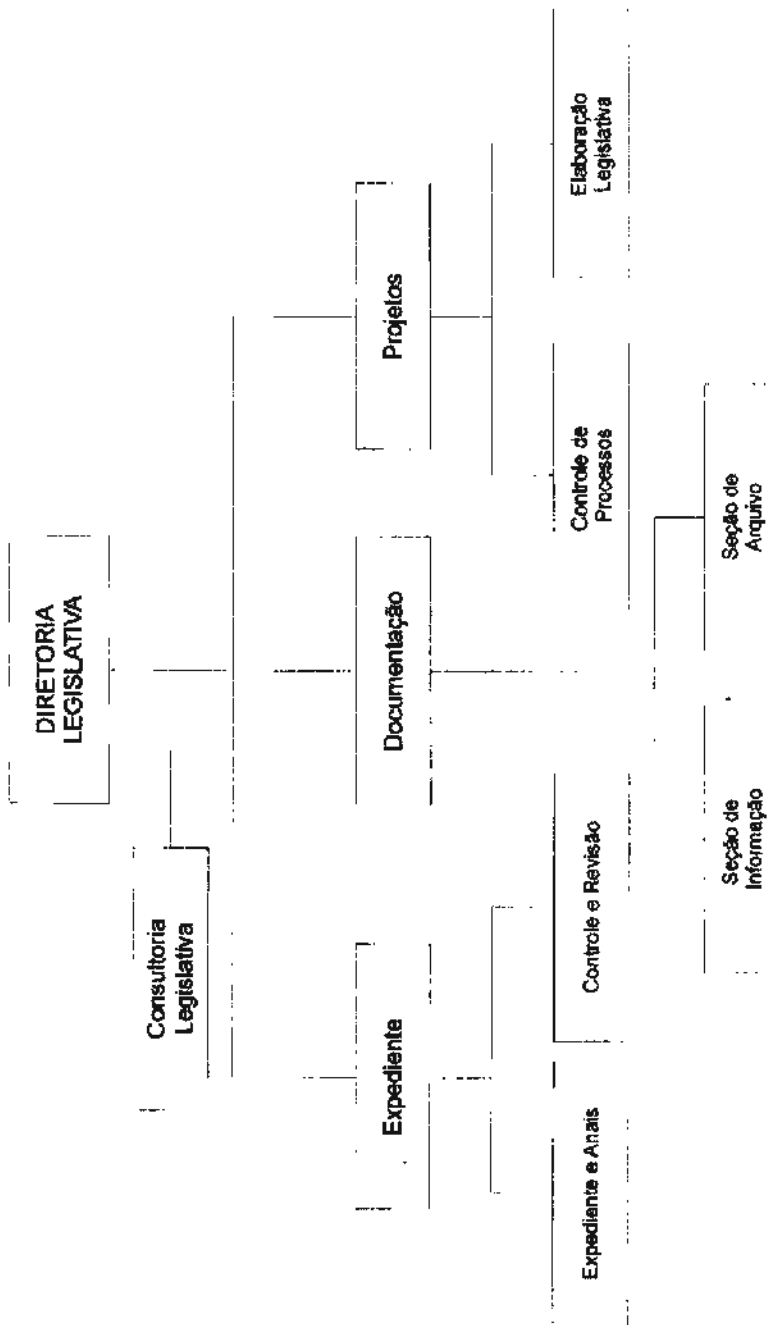 DIRETORIA
LEGISLATIVA
Consultoria
Legislativa
Expediente
Documentação
Projetos
Expediente e Anais
Controle e Revisão
Controle de
Processos
Elaboração
Legislativa
Seção de
Informação
Seção de
Arquivo